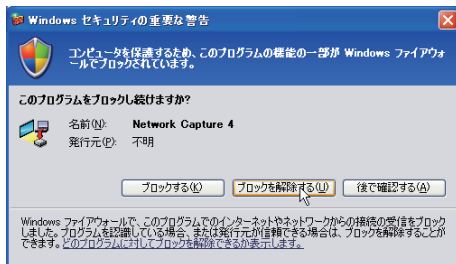 Windows セキュリティの重要な警告
コンピュータを保護するため、このプログラムの機能の一部が Windows ファイアウォ
ールでブロックされています。
このプログラムをブロックし続けますか?
名前(N): Network Capture 4
発行元(P): 不明
ブロックする(K) ブロックを解除する(U) 後で確認する(A)
Windows ファイアウォールで、このプログラムでのインターネットやネットワークからの接続の受信をブロック
しました。プログラムを認識している場合、または発行元が信頼できる場合は、ブロックを解除することが
できます。どのプログラムに対してブロックを解除できるか表示します。